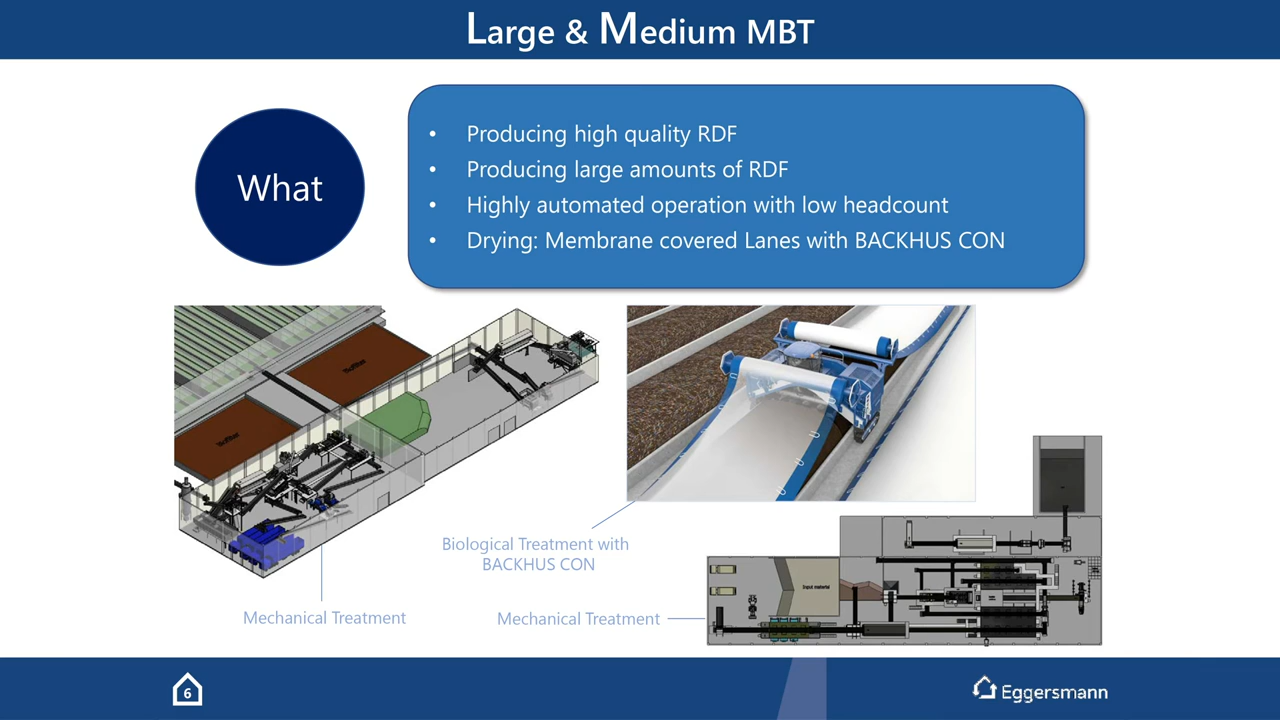 Large & Medium MBT
What
• Producing high quality RDF
• Producing large amounts of RDF
• Highly automated operation with low headcount
• Drying: Membrane covered Lanes with BACKHUS CON
Biofilter
Biofilter
Biological Treatment with
BACKHUS CON
Mechanical Treatment
Mechanical Treatment
Input material
6
Eggersmann